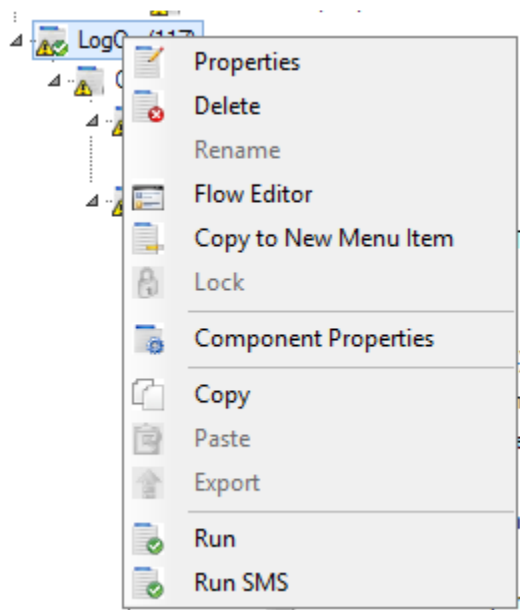 Properties
Delete
Rename
Flow Editor
Copy to New Menu Item
Lock
Component Properties
Copy
Paste
Export
Run
Run SMS